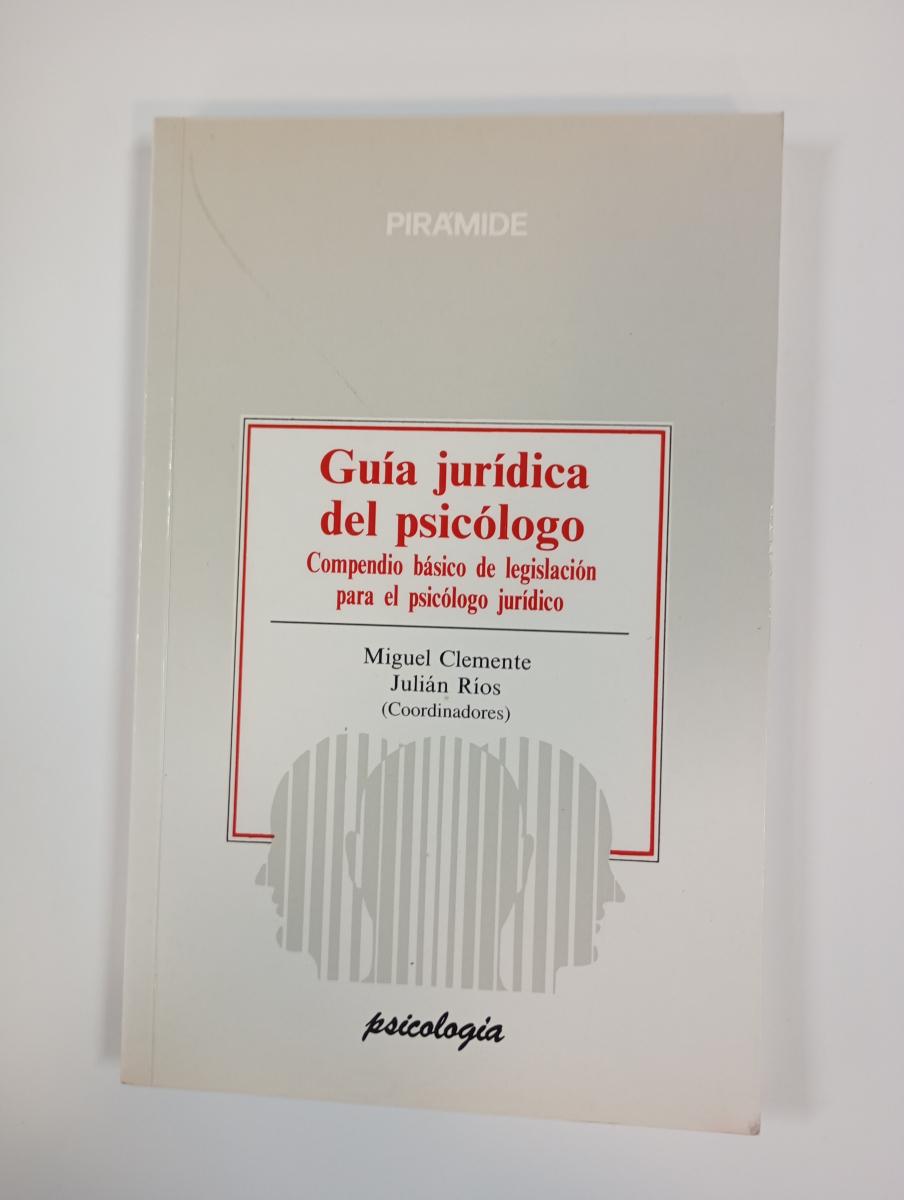 PIRÁMIDE
Guía jurídica
del psicólogo
Compendio básico de legislación
para el psicólogo jurídico
Miguel Clemente
Julián Ríos
(Coordinadores)
psicologia